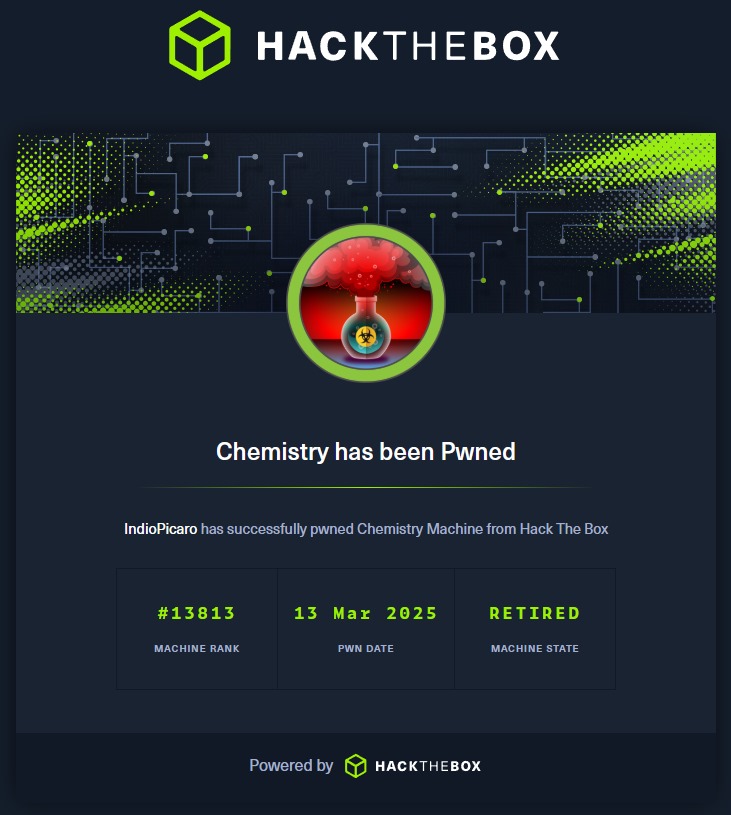 HACKTHEBOX
Chemistry has been Pwned
IndioPicaro has successfully pwned Chemistry Machine from Hack The Box
#13813 13 Mar 2025 RETIRED
MACHINE RANK PWN DATE MACHINE STATE
Powered by HACKTHEBOX